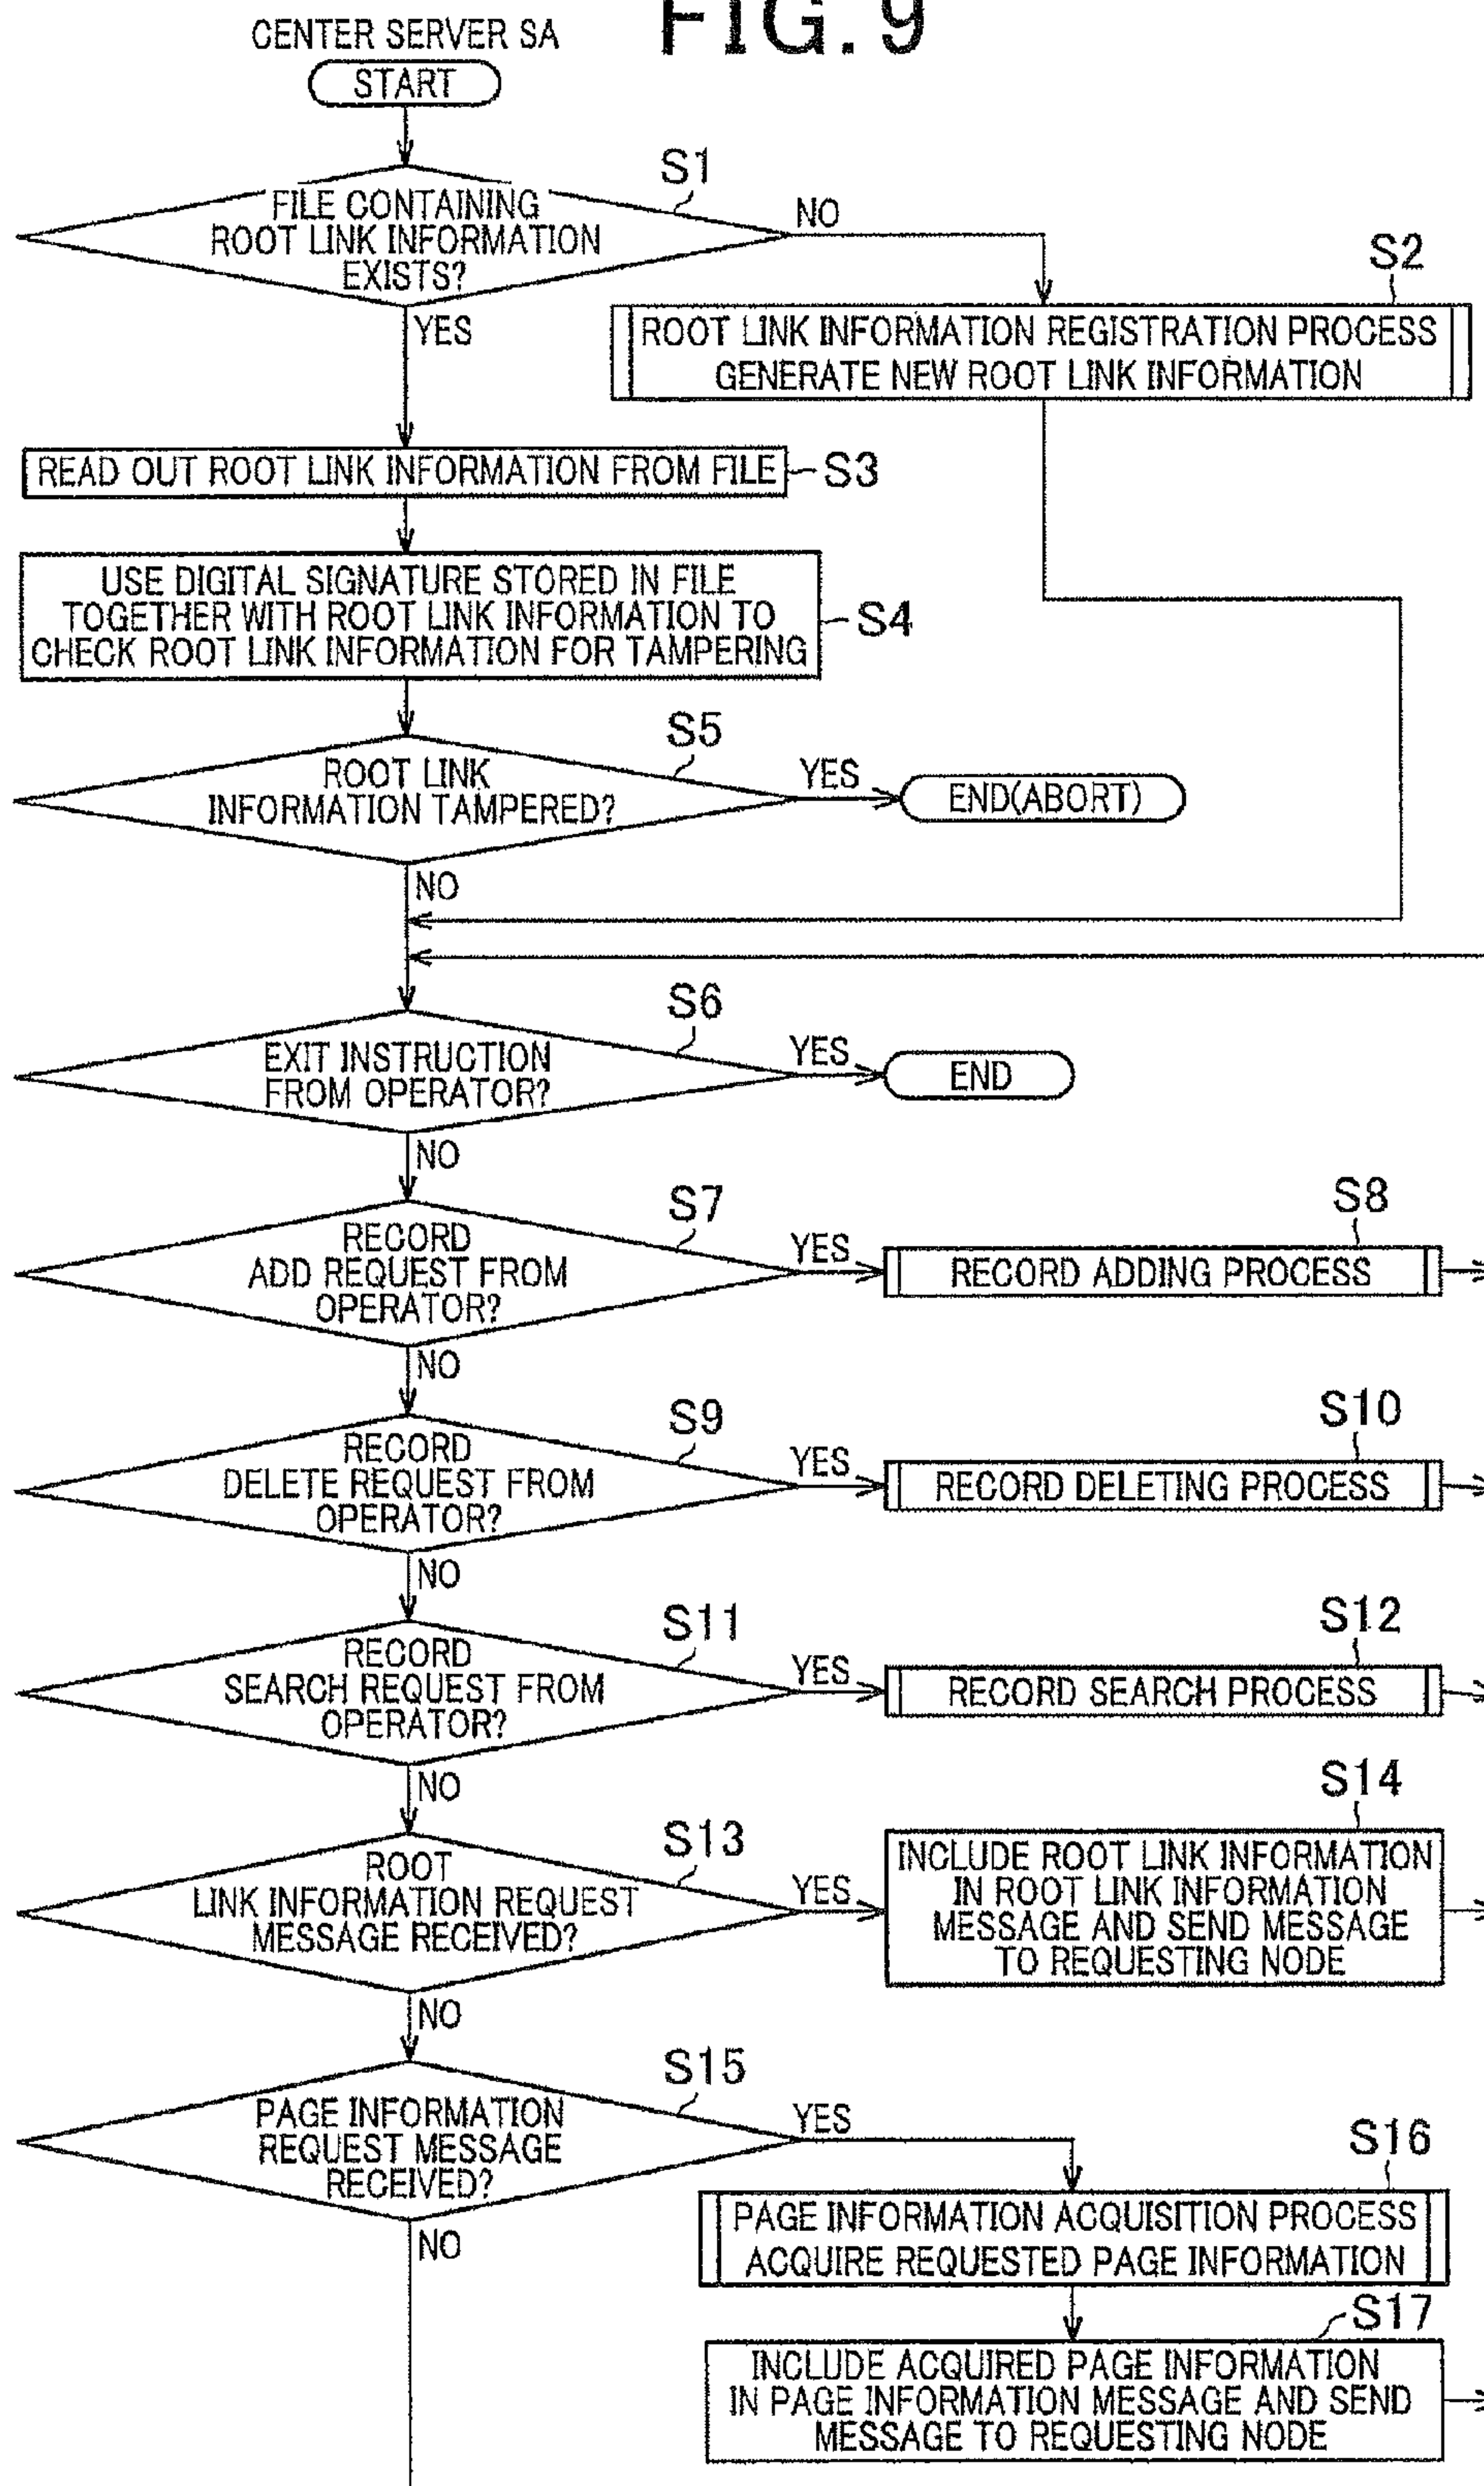 FIG. 9
CENTER SERVER SA
START
S1
FILE CONTAINING
ROOT LINK INFORMATION
EXISTS?
NO
YES
S2
ROOT LINK INFORMATION REGISTRATION PROCESS
GENERATE NEW ROOT LINK INFORMATION
READ OUT ROOT LINK INFORMATION FROM FILE
S3
USE DIGITAL SIGNATURE STORED IN FILE
TOGETHER WITH ROOT LINK INFORMATION TO
CHECK ROOT LINK INFORMATION FOR TAMPERING
S4
S5
ROOT LINK
INFORMATION TAMPERED?
YES
END(ABORT)
NO
S6
EXIT INSTRUCTION
FROM OPERATOR?
YES
END
NO
S7
RECORD
ADD REQUEST FROM
OPERATOR?
YES
S8
RECORD ADDING PROCESS
NO
S9
RECORD
DELETE REQUEST FROM
OPERATOR?
YES
S10
RECORD DELETING PROCESS
NO
S11
RECORD
SEARCH REQUEST FROM
OPERATOR?
YES
S12
RECORD SEARCH PROCESS
NO
S13
ROOT
LINK INFORMATION REQUEST
MESSAGE RECEIVED?
YES
S14
INCLUDE ROOT LINK INFORMATION
IN ROOT LINK INFORMATION
MESSAGE AND SEND MESSAGE
TO REQUESTING NODE
NO
S15
PAGE INFORMATION
REQUEST MESSAGE
RECEIVED?
YES
NO
S16
PAGE INFORMATION ACQUISITION PROCESS
ACQUIRE REQUESTED PAGE INFORMATION
S17
INCLUDE ACQUIRED PAGE INFORMATION
IN PAGE INFORMATION MESSAGE AND SEND
MESSAGE TO REQUESTING NODE